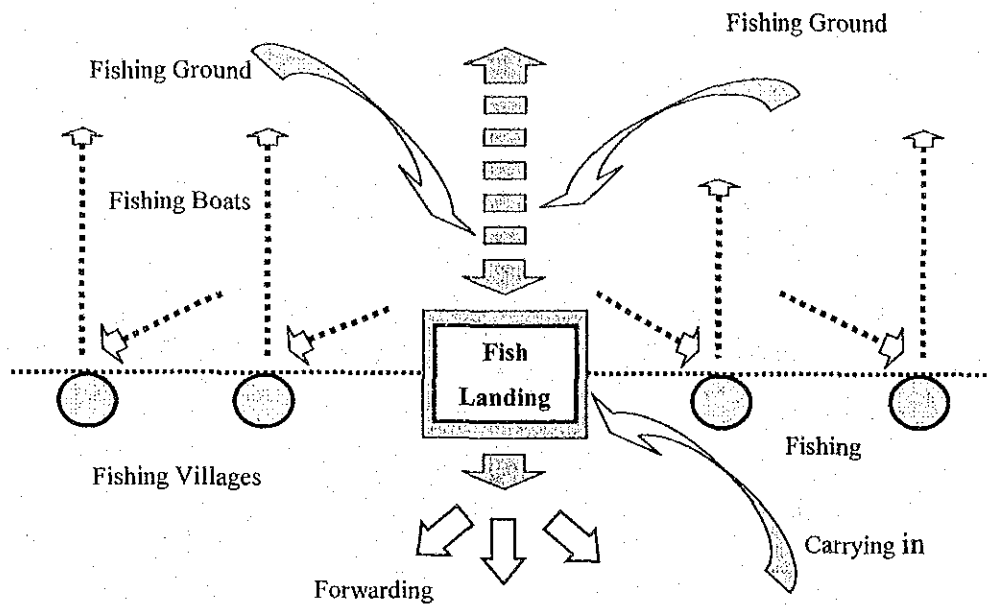 Fishing Ground
Fishing Ground
Fishing Boats
Fish
Landing
Fishing
Fishing Villages
Carrying in
Forwarding